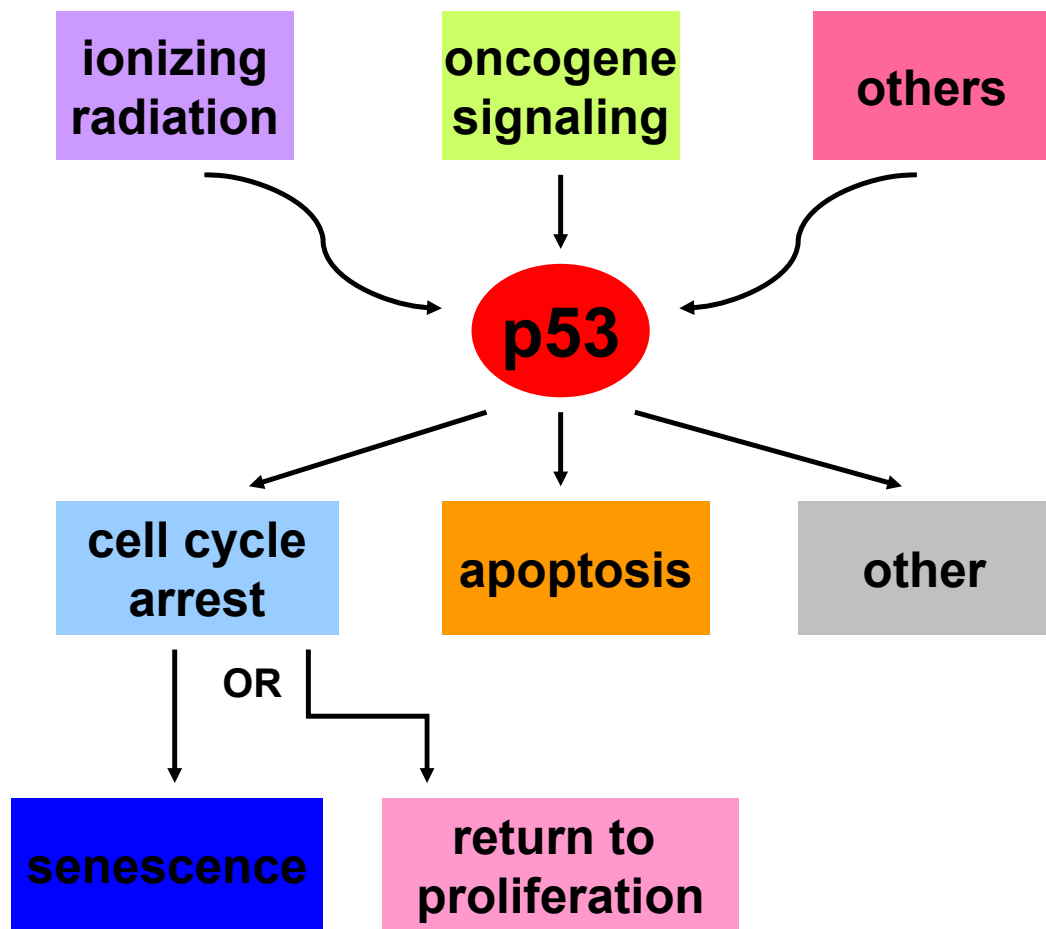 ionizing
radiation
oncogene
signaling
others
p53
cell cycle
arrest
apoptosis
other
OR
senescence
return to
proliferation